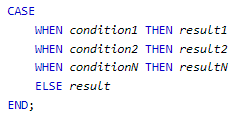 CASE
    WHEN condition1 THEN result1
    WHEN condition2 THEN result2
    WHEN conditionN THEN resultN
    ELSE result
END;